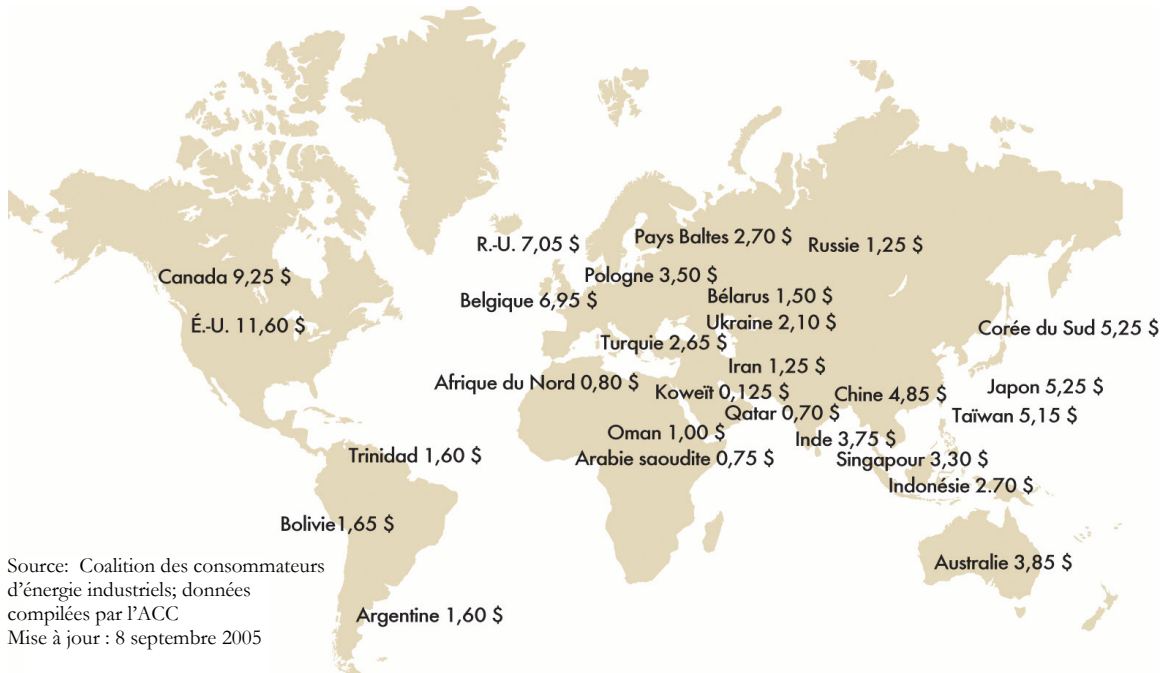 R.-U. 7,05 $
Pays Baltes 2,70 $
Russie 1,25 $
Canada 9,25 $
Pologne 3,50 $
Belgique 6,95 $
Bélarus 1,50 $
É.-U. 11,60 $
Ukraine 2,10 $
Corée du Sud 5,25 $
Turquie 2,65 $
Iran 1,25 $
Afrique du Nord 0,80 $
Koweït 0,125 $
Chine 4,85 $
Japon 5,25 $
Qatar 0,70 $
Taïwan 5,15 $
Oman 1,00 $
Inde 3,75 $
Trinidad 1,60 $
Arabie saoudite 0,75 $
Singapour 3,30 $
Indonésie 2.70 $
Bolivie1,65 $
Australie 3,85 $
Argentine 1,60 $
Source: Coalition des consommateurs
d’énergie industriels; données
compilées par l’ACC
Mise à jour : 8 septembre 2005